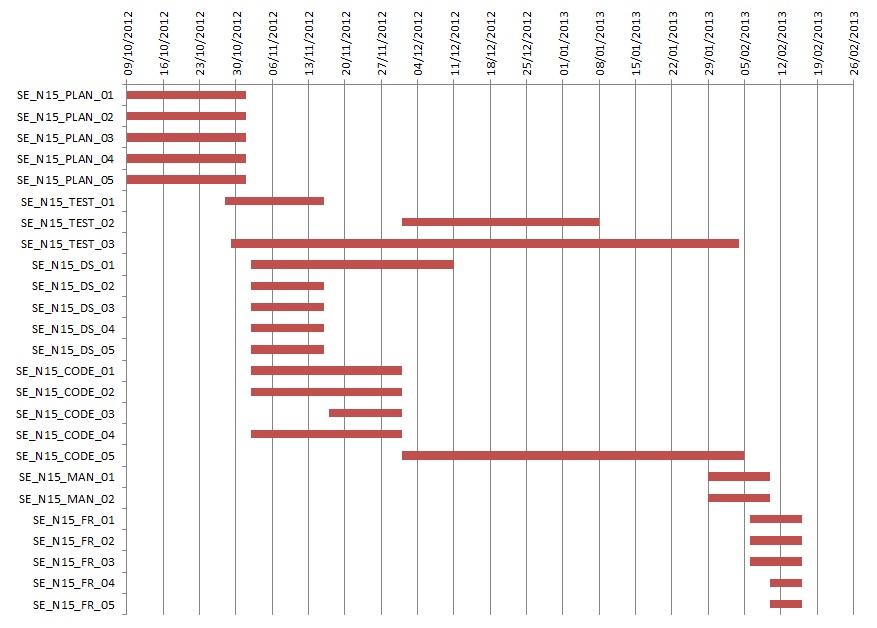 09/10/2012
16/10/2012
23/10/2012
30/10/2012
06/11/2012
13/11/2012
20/11/2012
27/11/2012
04/12/2012
11/12/2012
18/12/2012
25/12/2012
01/01/2013
08/01/2013
15/01/2013
22/01/2013
29/01/2013
05/02/2013
12/02/2013
19/02/2013
26/02/2013
SE_N15_PLAN_01
SE_N15_PLAN_02
SE_N15_PLAN_03
SE_N15_PLAN_04
SE_N15_PLAN_05
SE_N15_TEST_01
SE_N15_TEST_02
SE_N15_TEST_03
SE_N15_DS_01
SE_N15_DS_02
SE_N15_DS_03
SE_N15_DS_04
SE_N15_DS_05
SE_N15_CODE_01
SE_N15_CODE_02
SE_N15_CODE_03
SE_N15_CODE_04
SE_N15_CODE_05
SE_N15_MAN_01
SE_N15_MAN_02
SE_N15_FR_01
SE_N15_FR_02
SE_N15_FR_03
SE_N15_FR_04
SE_N15_FR_05